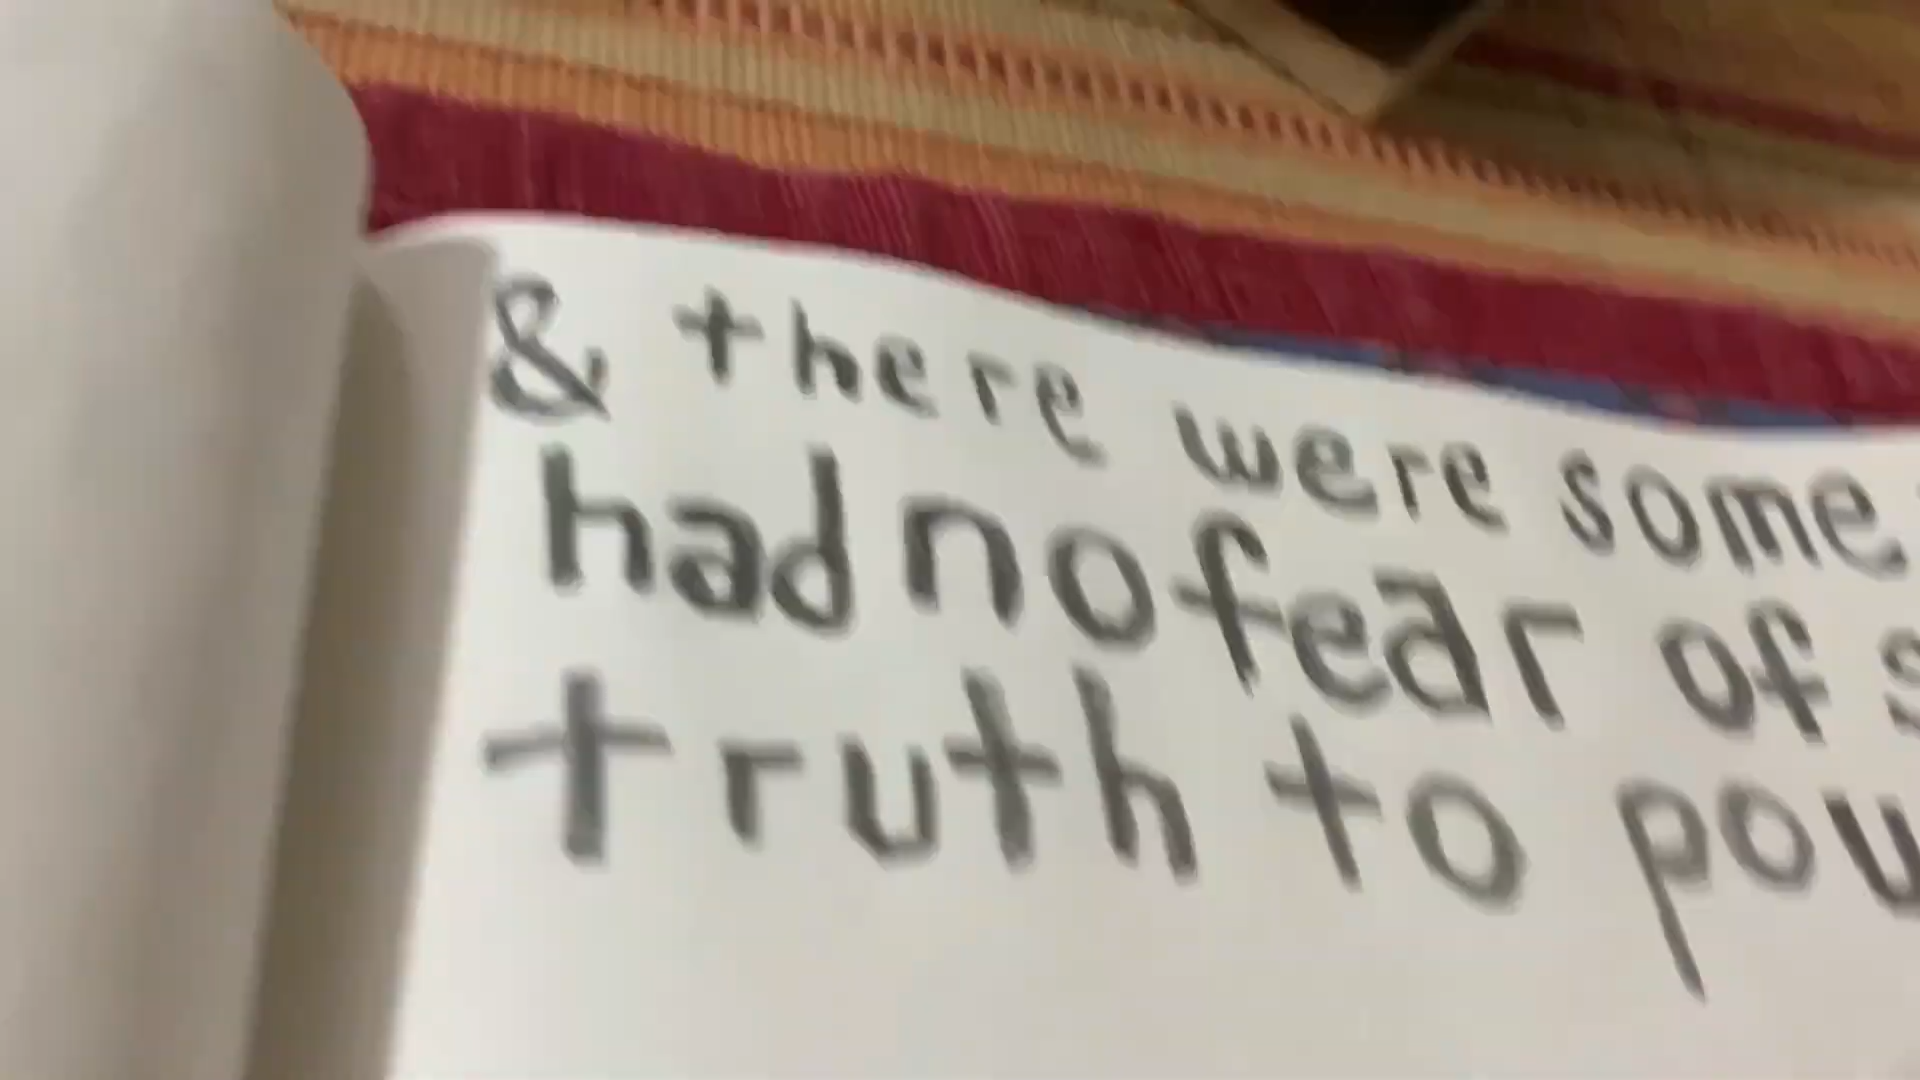 & there were some
had no fear of
truth to